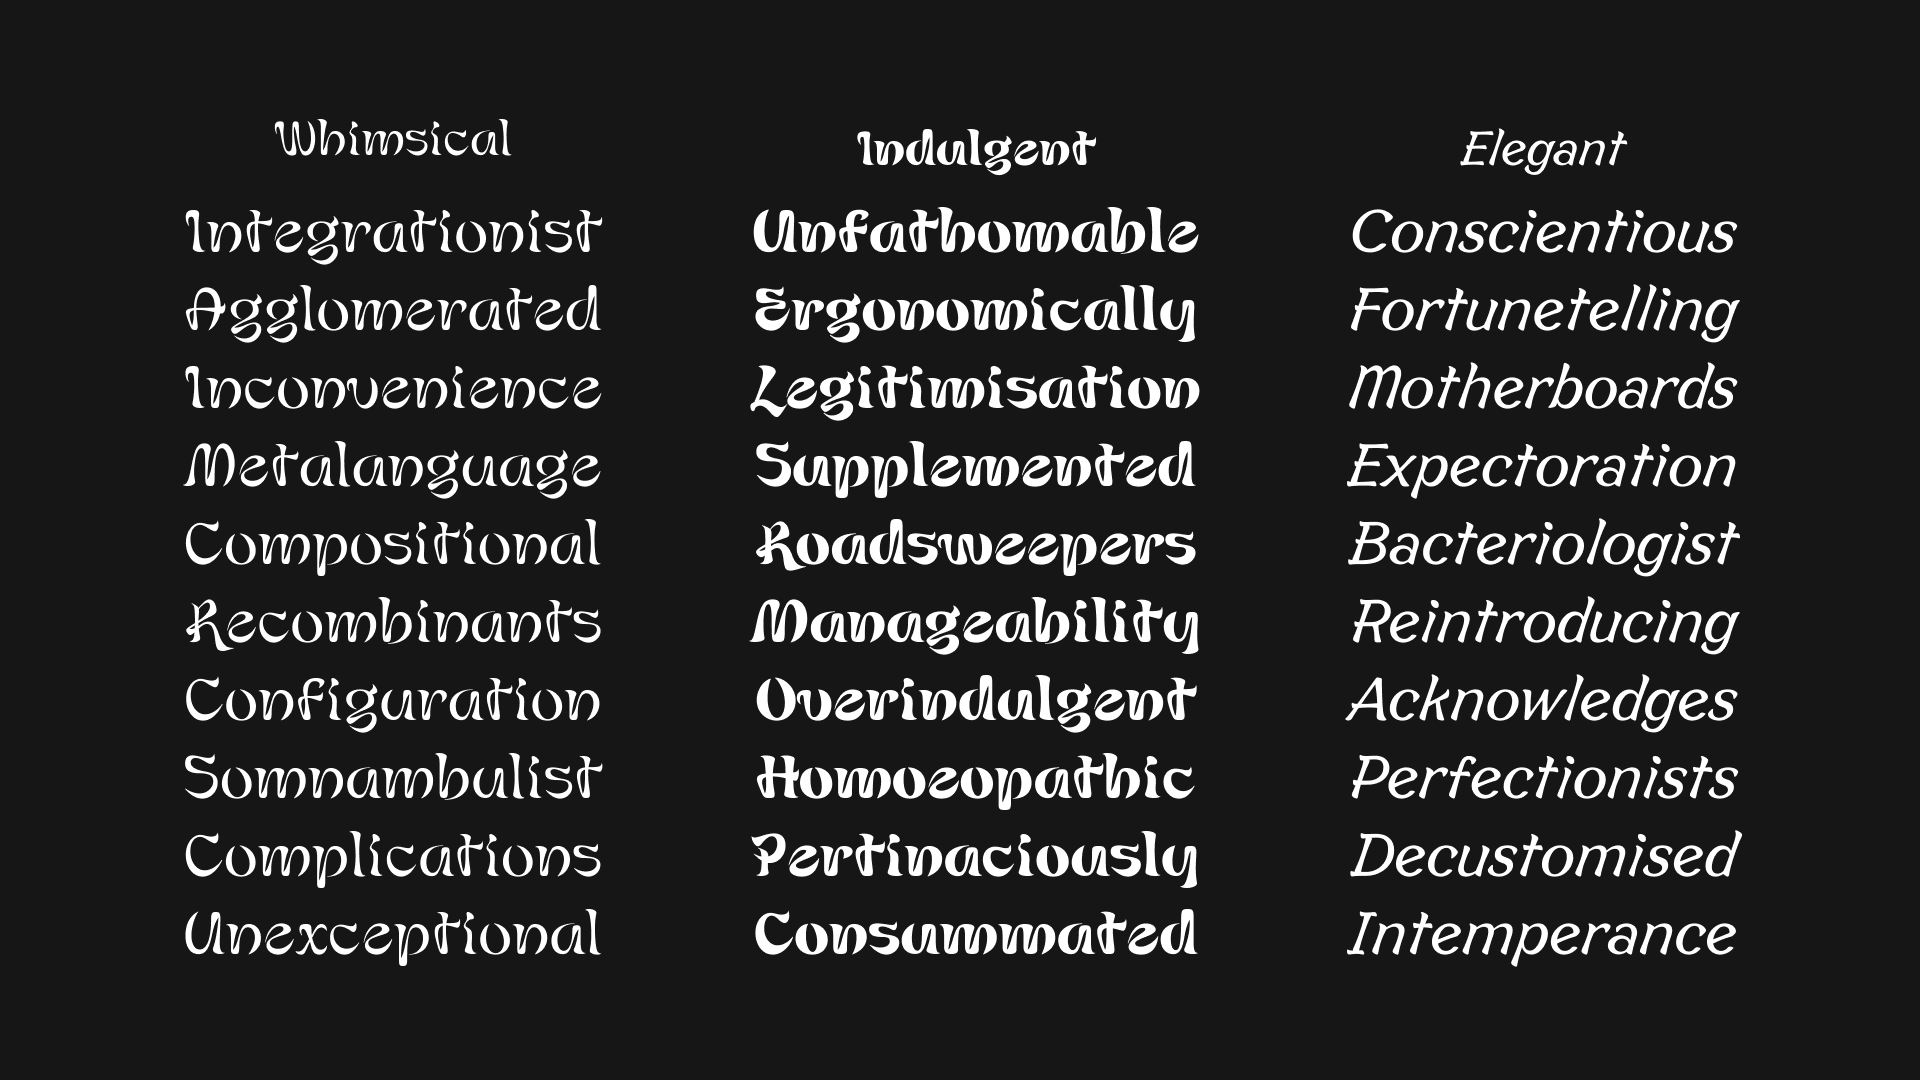 Whimsical
Integrationist
Agglomerated
Inconvenience
Metalanguage
Compositional
Recombinants
Configuration
Somnambulist
Complications
Unexceptional
Indulgent
Unfathomable
Ergonomically
Legitimisation
Supplemented
Roadsweepers
Manageability
Overindulgent
Homoeopathic
Pertinaciously
Consummated
Elegant
Conscientious
Fortunetelling
Motherboards
Expectoration
Bacteriologist
Reintroducing
Acknowledges
Perfectionists
Decustomised
Intemperance